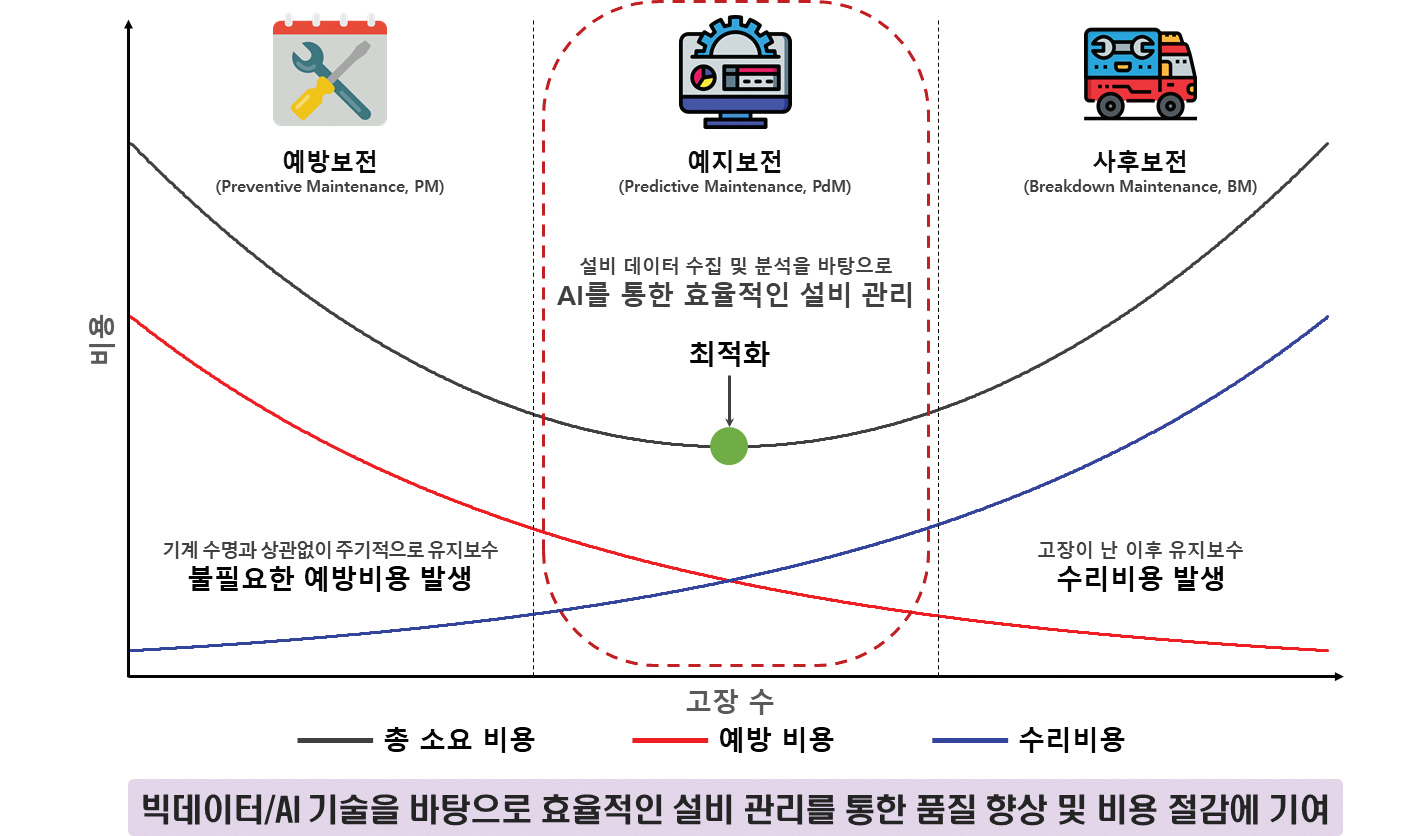 예방보전
(Preventive Maintenance, PM)
예지보전
(Predictive Maintenance, PdM)
사후보전
(Breakdown Maintenance, BM)
설비 데이터 수집 및 분석을 바탕으로
AI를 통한 효율적인 설비 관리
최적화
비용
기계 수명과 상관없이 주기적으로 유지보수
불필요한 예방비용 발생
고장이 난 이후 유지보수
수리비용 발생
고장 수
총 소요 비용
예방 비용
수리비용
빅데이터/AI 기술을 바탕으로 효율적인 설비 관리를 통한 품질 향상 및 비용 절감에 기여